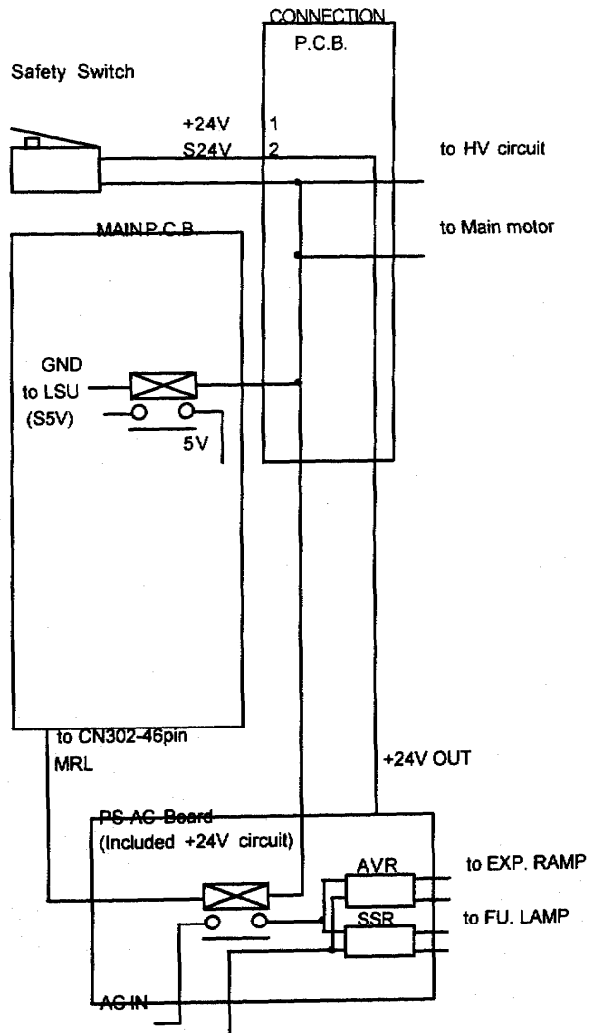 CONNECTION
P.C.B.
Safety Switch
+24V 1
S24V 2
to HV circuit
MAIN P.C.B.
to Main motor
GND
to LSU
(S5V)
5V
to CN302-46pin
MRL
+24V OUT
PS AC Board
(Included +24V circuit)
AVR
to EXP. RAMP
SSR
to FU. LAMP
AC IN